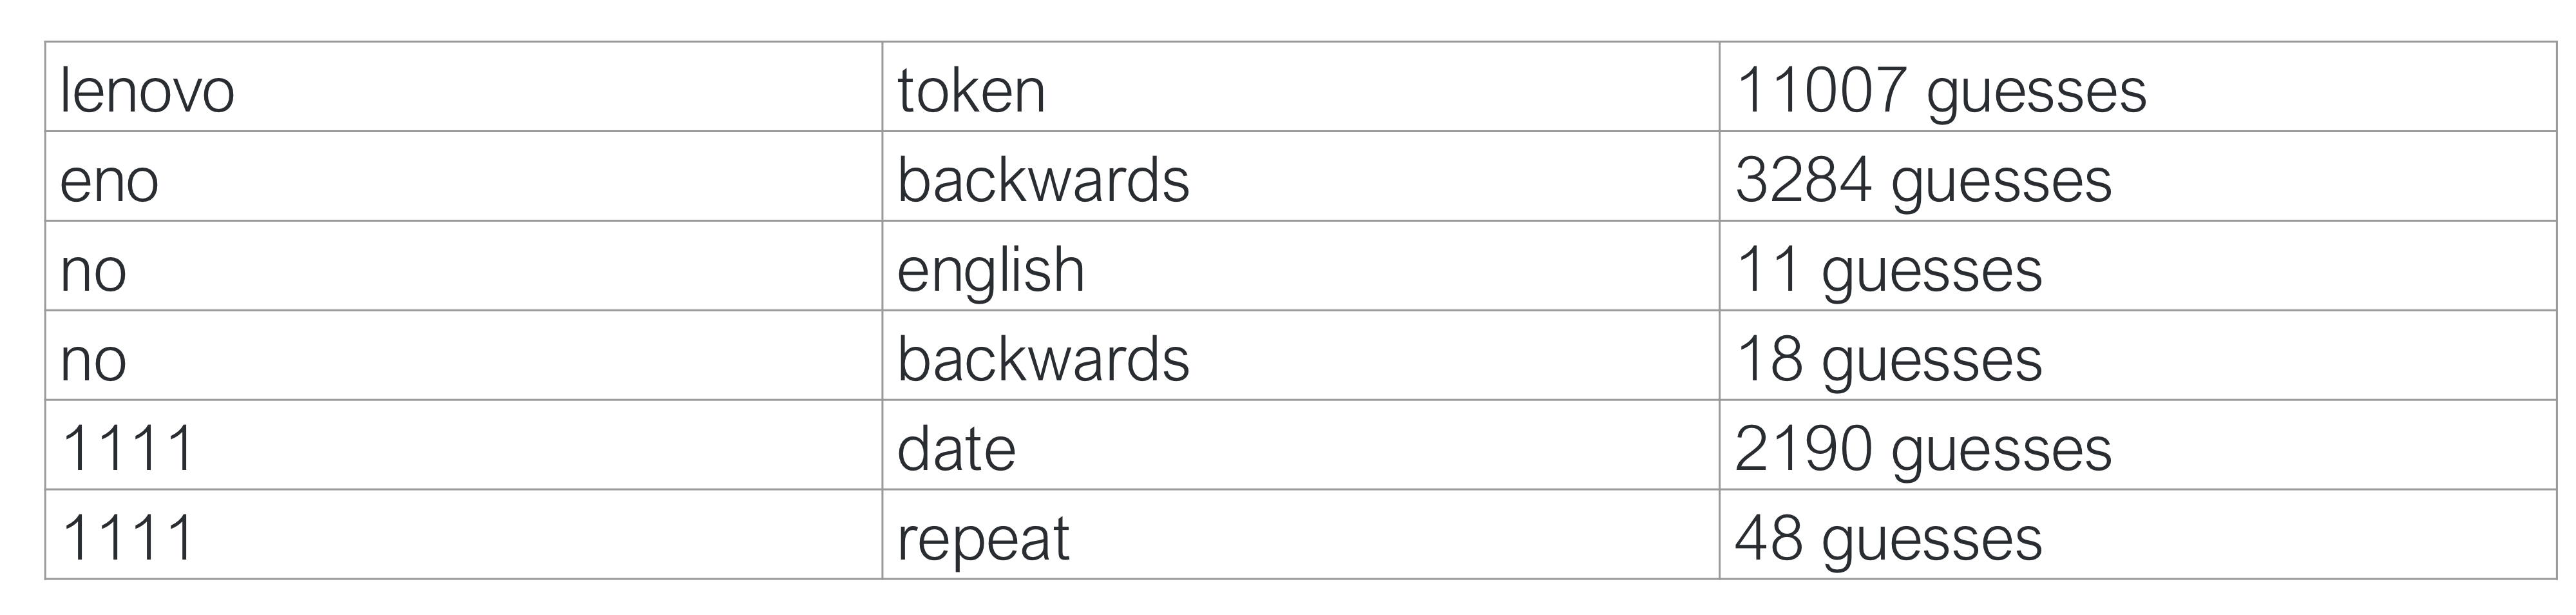 lenovo token 11007 guesses
eno backwards 3284 guesses
no english 11 guesses
no backwards 18 guesses
1111 date 2190 guesses
1111 repeat 48 guesses